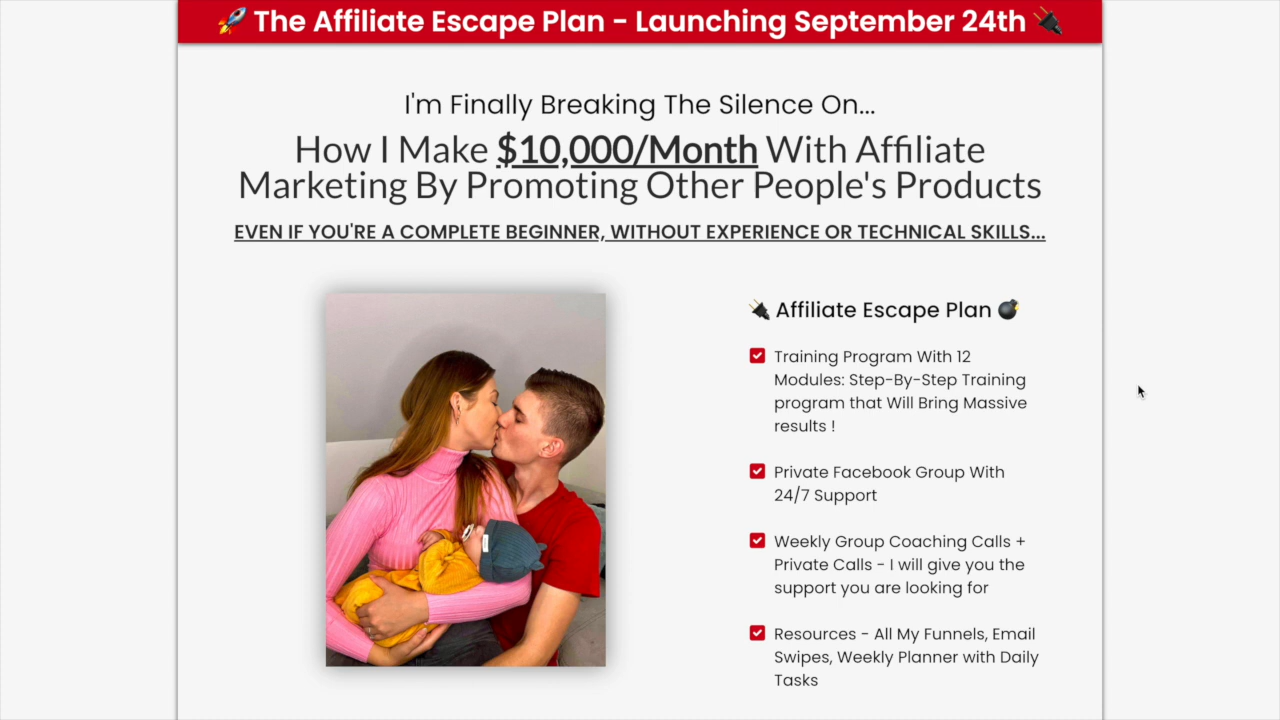 🚀 The Affiliate Escape Plan - Launching September 24th 🔌
I'm Finally Breaking The Silence On...
How I Make $10,000/Month With Affiliate
Marketing By Promoting Other People's Products
EVEN IF YOU'RE A COMPLETE BEGINNER, WITHOUT EXPERIENCE OR TECHNICAL SKILLS...
🔌 Affiliate Escape Plan 💣
Training Program With 12
Modules: Step-By-Step Training
program that Will Bring Massive
results !
Private Facebook Group With
24/7 Support
Weekly Group Coaching Calls +
Private Calls - I will give you the
support you are looking for
Resources - All My Funnels, Email
Swipes, Weekly Planner with Daily
Tasks